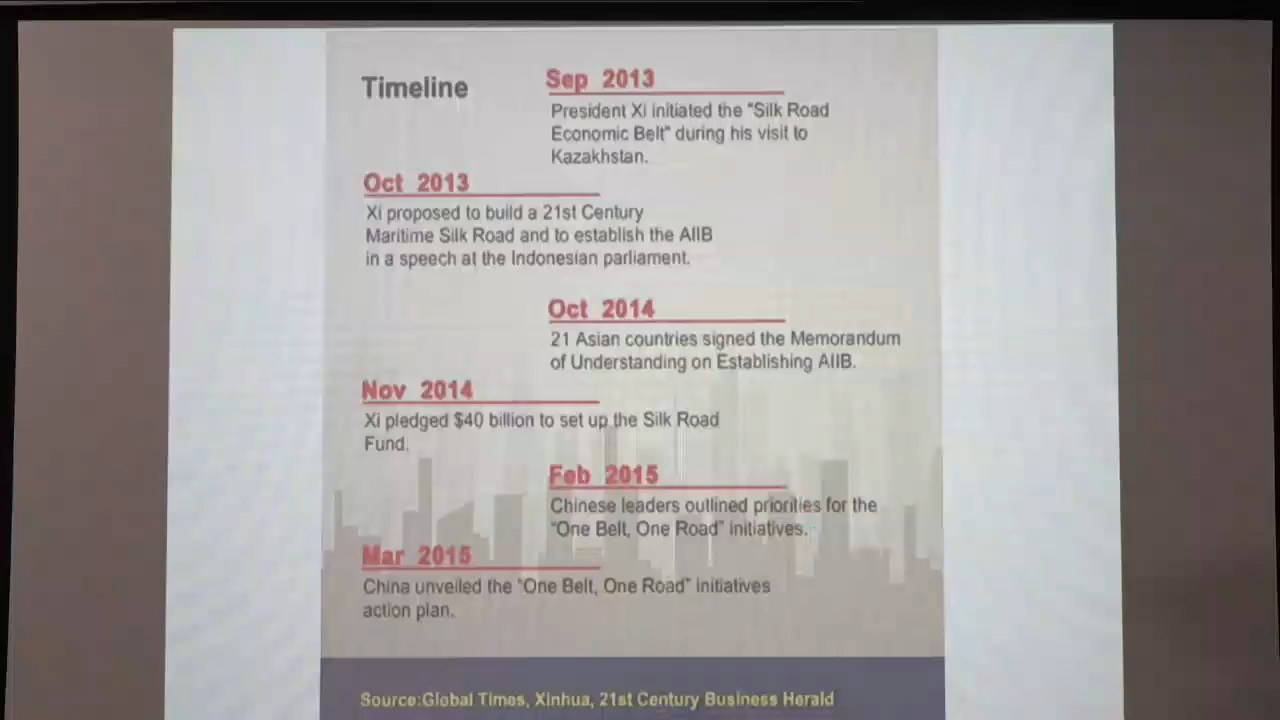 Timeline
Sep 2013
President Xi initiated the "Silk Road
Economic Belt" during his visit to
Kazakhstan.
Oct 2013
Xi proposed to build a 21st Century
Maritime Silk Road and to establish the AIIB
in a speech at the Indonesian parliament.
Oct 2014
21 Asian countries signed the Memorandum
of Understanding on Establishing AIIB.
Nov 2014
Xi pledged $40 billion to set up the Silk Road
Fund.
Feb 2015
Chinese leaders outlined priorities for the
"One Belt, One Road" initiatives.
Mar 2015
China unveiled the "One Belt, One Road" initiatives
action plan.
Source:Global Times, Xinhua, 21st Century Business Herald